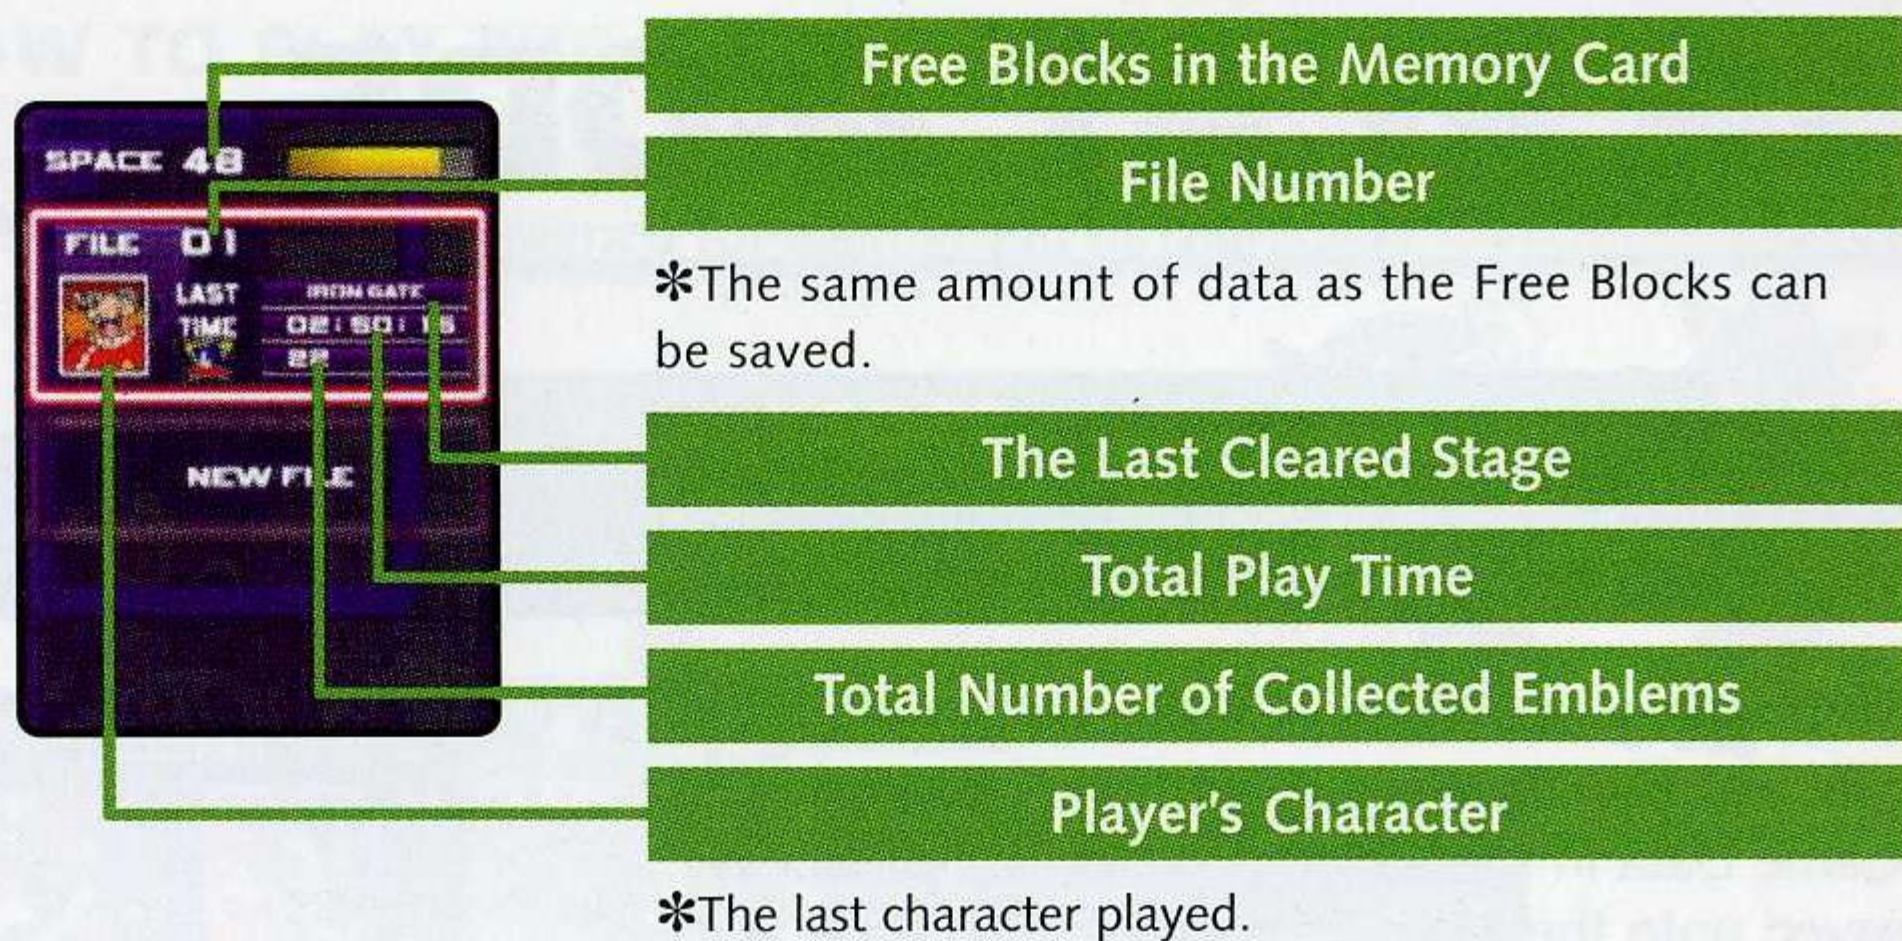 Free Blocks in the Memory Card
SPACE 48
File Number
FILE 01
✻The same amount of data as the Free Blocks can
be saved.
LAST IRON GATE
TIME 02:50:
22
The Last Cleared Stage
NEW FILE
Total Play Time
Total Number of Collected Emblems
Player's Character
✻The last character played.